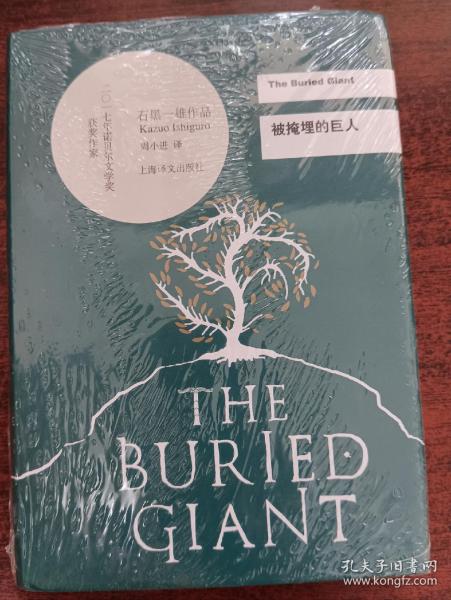 The Buried Giant
被掩埋的巨人
二〇一七年诺贝尔文学奖
获奖作家
石黑一雄作品
Kazuo Ishiguro
周小进 译
上海译文出版社
THE
BURIED
GIANT
孔夫子旧书网
www.kongfz.com